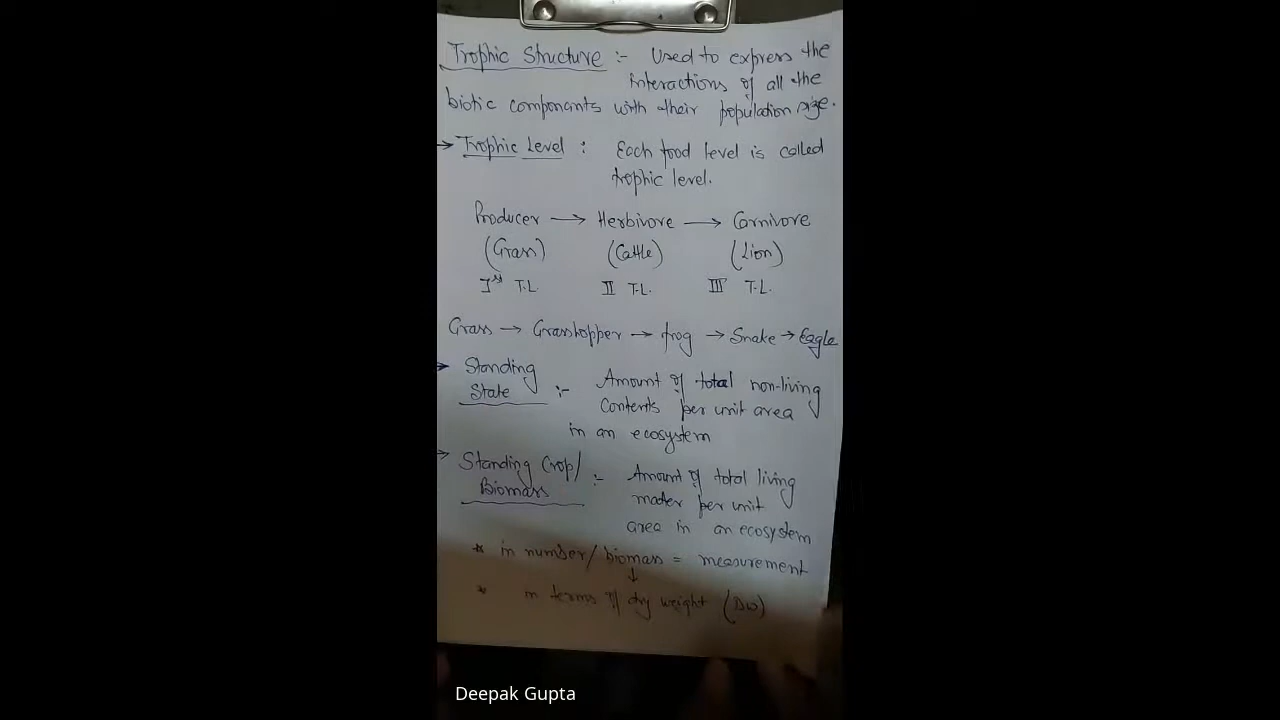 Trophic Structure :- Used to express the
interactions of all the
biotic componants with their population size.
→ Trophic Level : Each food level is called
trophic level.
Producer → Herbivore → Carnivore
(Grass) (Cattle) (Lion)
Ist T.L. II T.L. III T.L.
Grass → Grasshopper → frog → Snake → Eagle
→ Standing
State :- Amount of total non-living
Contents per unit area
in an ecosystem
→ Standing Crop/
Biomass :- Amount of total living
mater per unit
area in an ecosystem
* in number/biomass = measurement
↓
* in terms of dry weight (DW)
Deepak Gupta